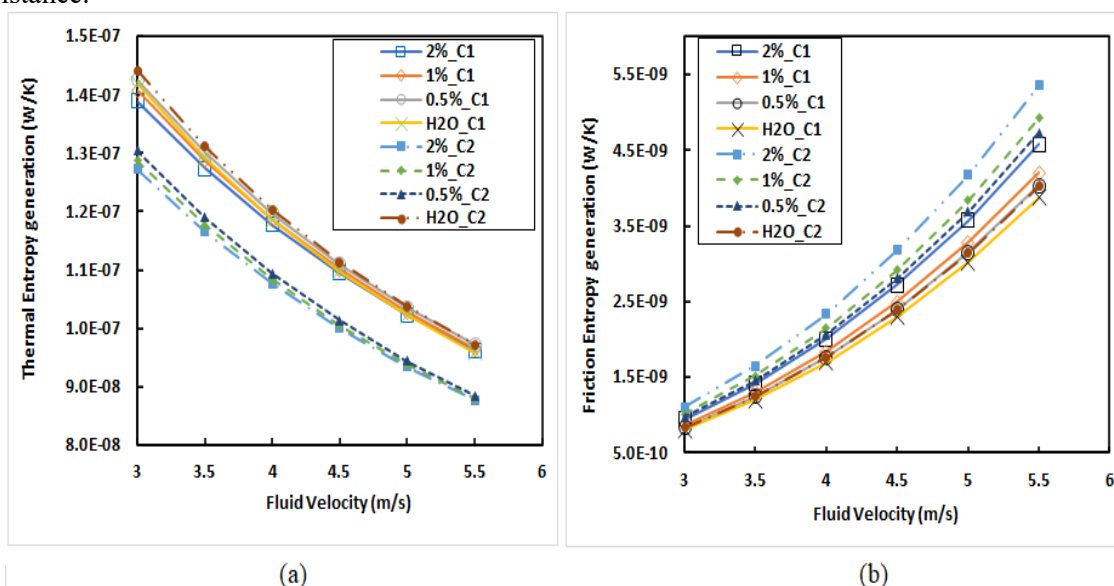 istance.
1.5E-07
1.4E-07
1.3E-07
1.2E-07
1.1E-07
1.0E-07
9.0E-08
8.0E-08
Thermal Entropy generation (W/K)
2%_C1
1%_C1
0.5%_C1
H2O_C1
2%_C2
1%_C2
0.5%_C2
H2O_C2
3 3.5 4 4.5 5 5.5 6
Fluid Velocity (m/s)
(a)
5.5E-09
4.5E-09
3.5E-09
2.5E-09
1.5E-09
5.0E-10
Friction Entropy generation (W/K)
2%_C1
1%_C1
0.5%_C1
H2O_C1
2%_C2
1%_C2
0.5%_C2
H2O_C2
3 3.5 4 4.5 5 5.5 6
Fluid Velocity (m/s)
(b)